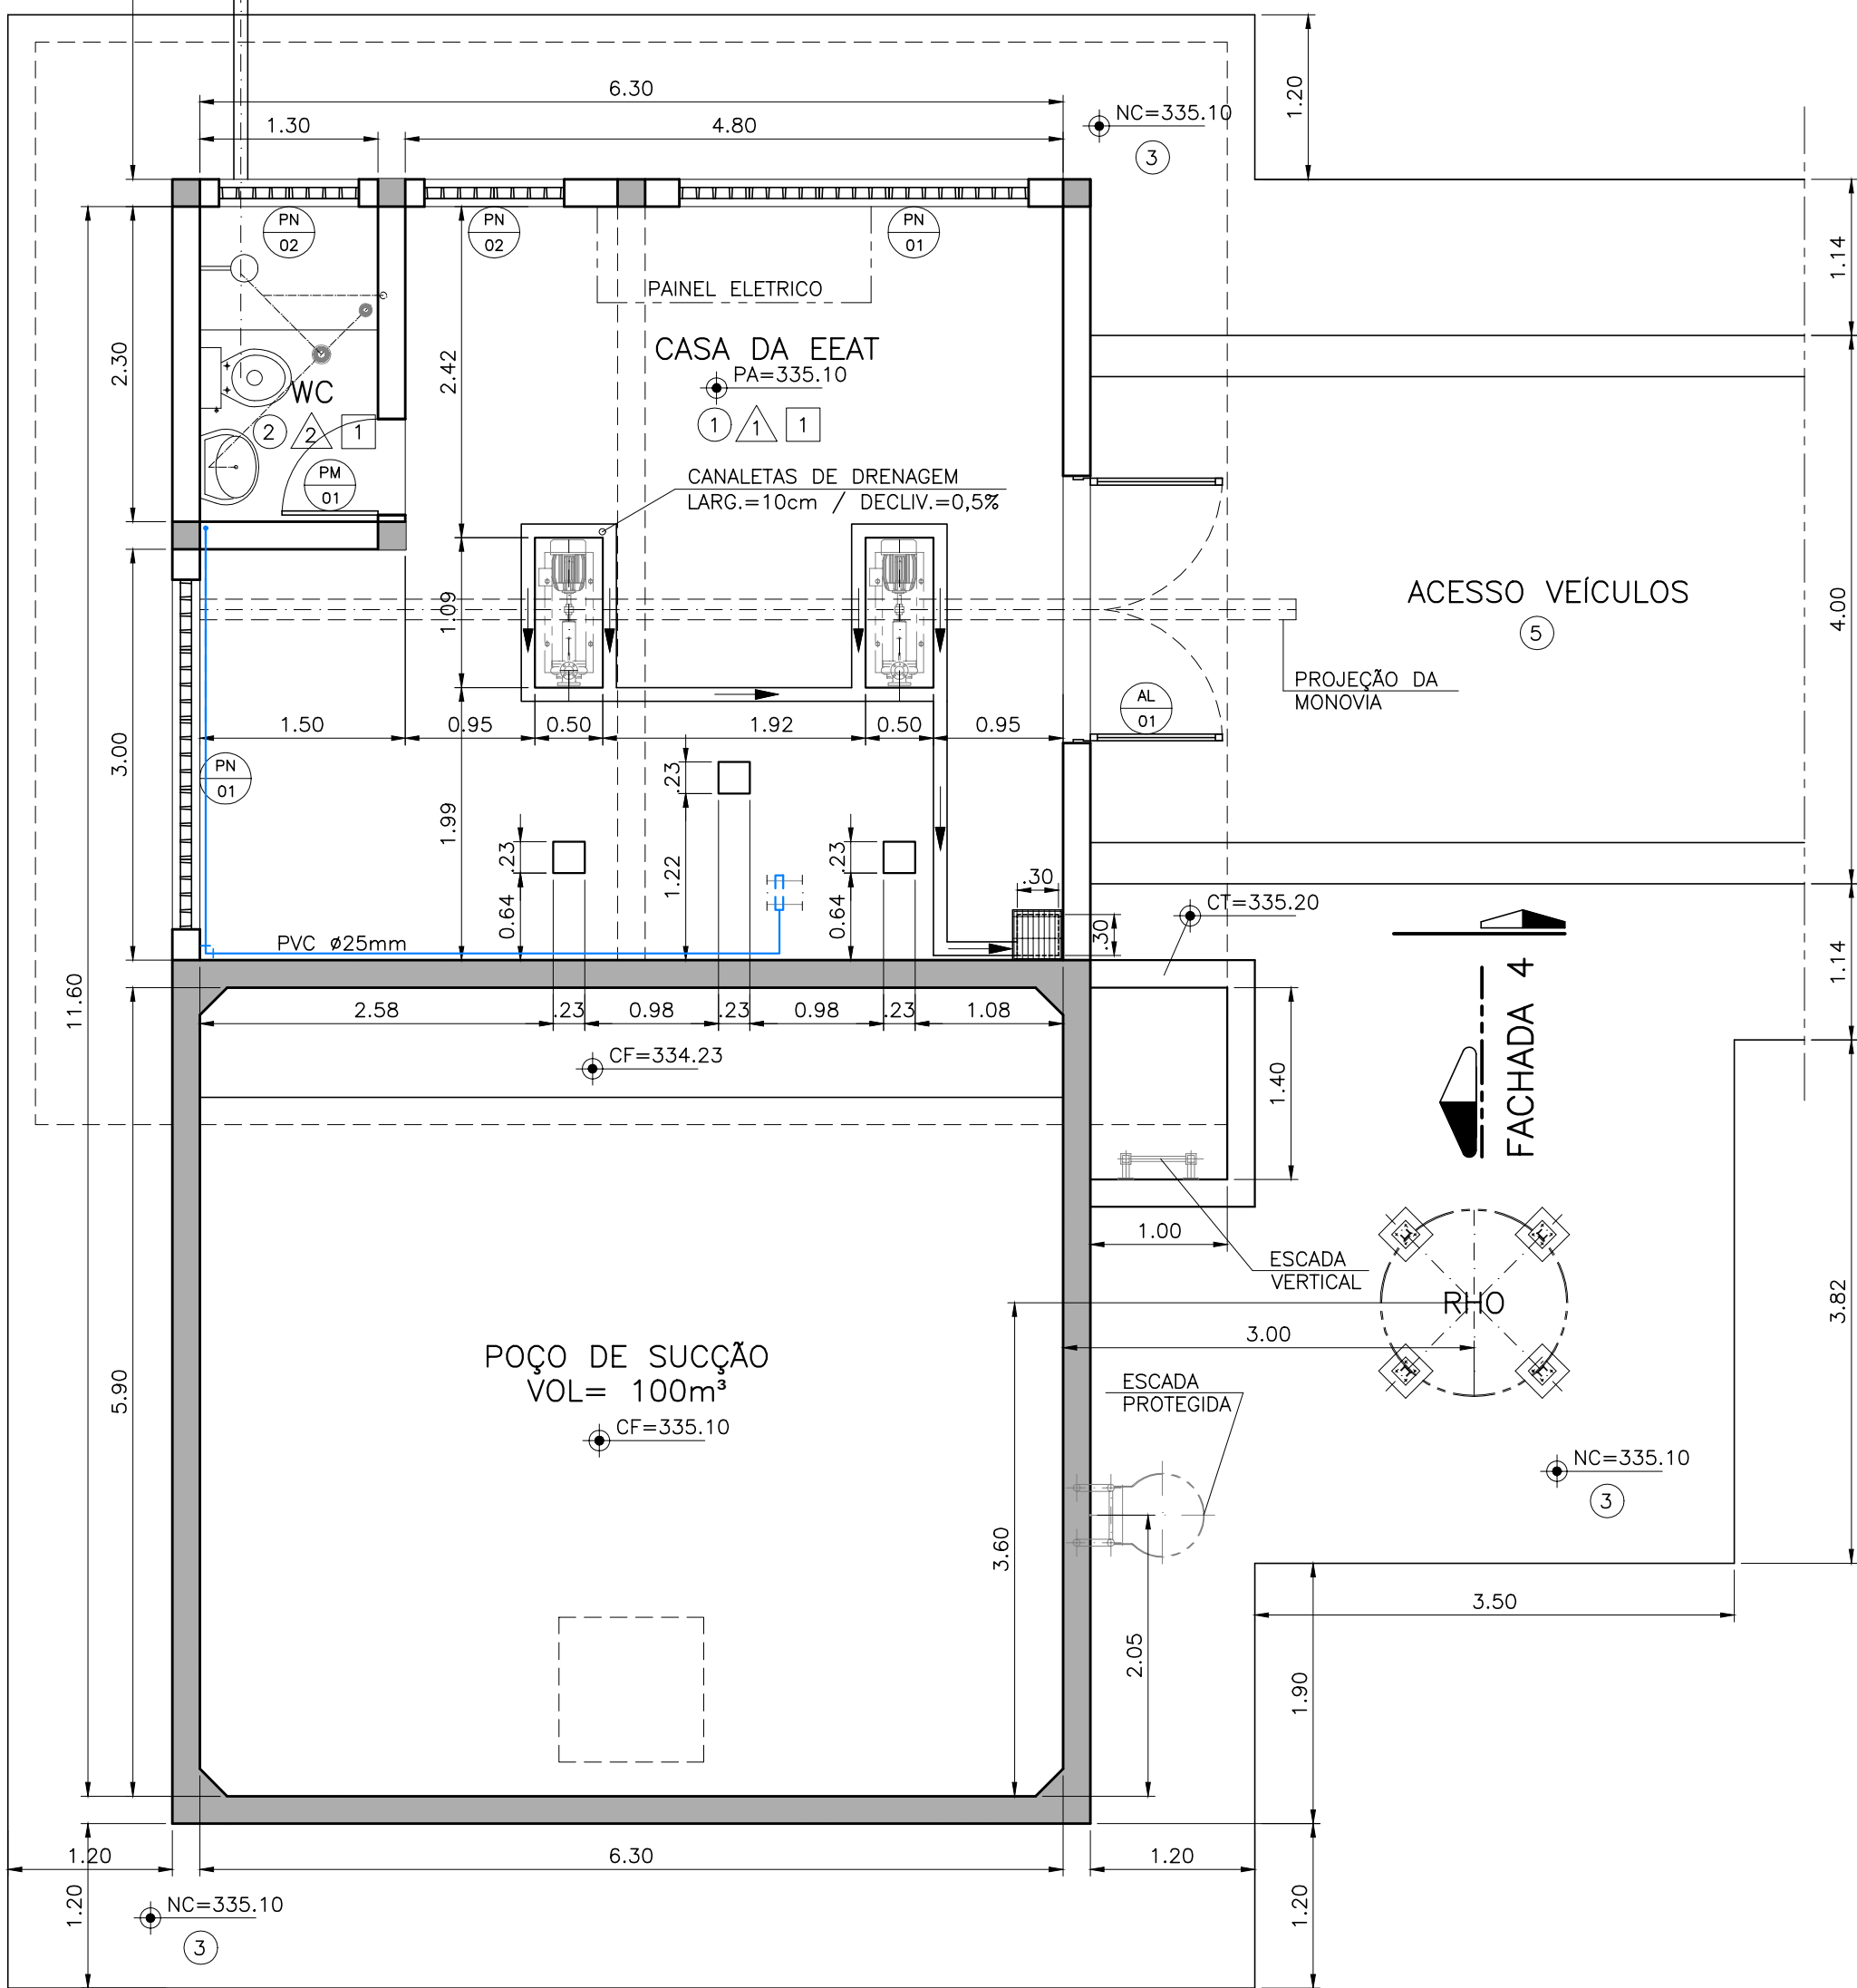 1.20
6.30
1.30
4.80
NC=335.10
3
PN
02
PN
02
PN
01
1.14
PAINEL ELETRICO
2.30
2.42
CASA DA EEAT
PA=335.10
WC
2
2
1
1
1
1
PM
01
CANALETAS DE DRENAGEM
LARG.=10cm / DECLIV.=0,5%
1.09
ACESSO VEÍCULOS
5
4.00
PROJEÇÃO DA
MONOVIA
AL
01
1.50
0.95
0.50
1.92
0.50
0.95
3.00
PN
01
.23
1.99
.23
1.22
.23
0.64
0.64
.30
.30
CT=335.20
PVC ø25mm
1.14
11.60
2.58
.23
0.98
.23
0.98
.23
1.08
CF=334.23
1.40
FACHADA 4
1.00
ESCADA
VERTICAL
RHO
3.82
3.00
POÇO DE SUCÇÃO
VOL= 100m³
CF=335.10
5.90
ESCADA
PROTEGIDA
NC=335.10
3
3.60
2.05
3.50
1.90
1.20
6.30
1.20
1.20
1.20
NC=335.10
3